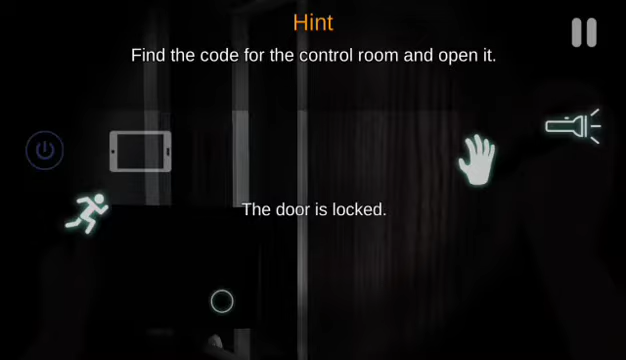 Hint
Find the code for the control room and open it.
The door is locked.